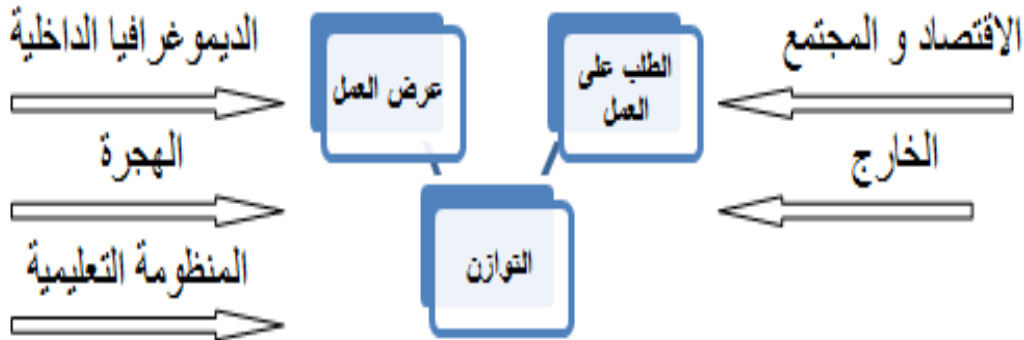 الاقتصاد و المجتمع
الخارج
الطلب على
العمل
عرض العمل
التوازن
الديموغرافيا الداخلية
الهجرة
المنظومة التعليمية